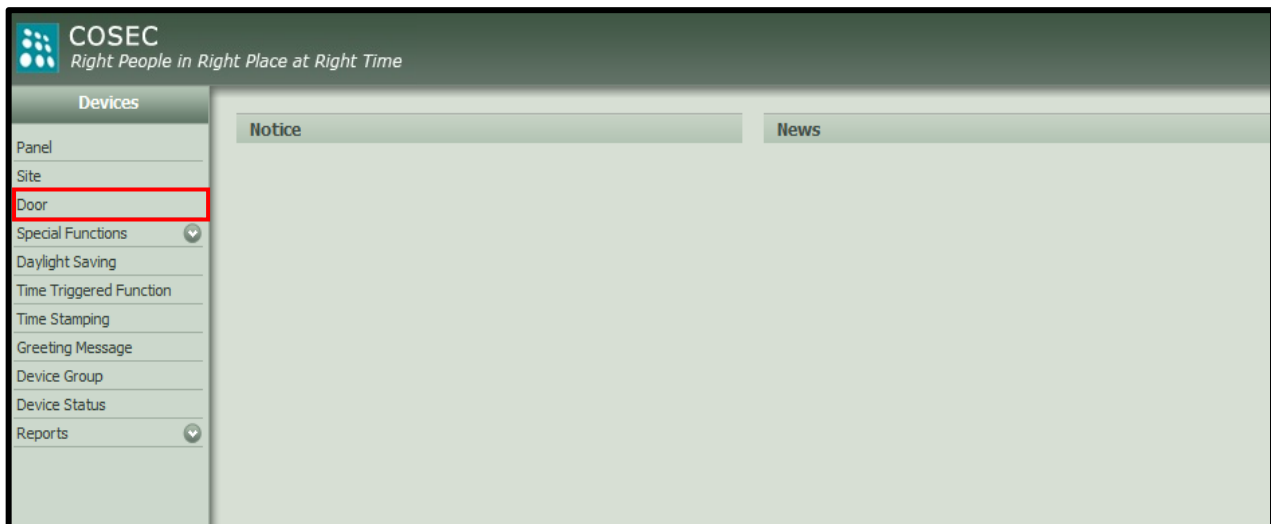 COSEC
Right People in Right Place at Right Time
Devices
Panel
Site
Door
Special Functions
Daylight Saving
Time Triggered Function
Time Stamping
Greeting Message
Device Group
Device Status
Reports
Notice
News